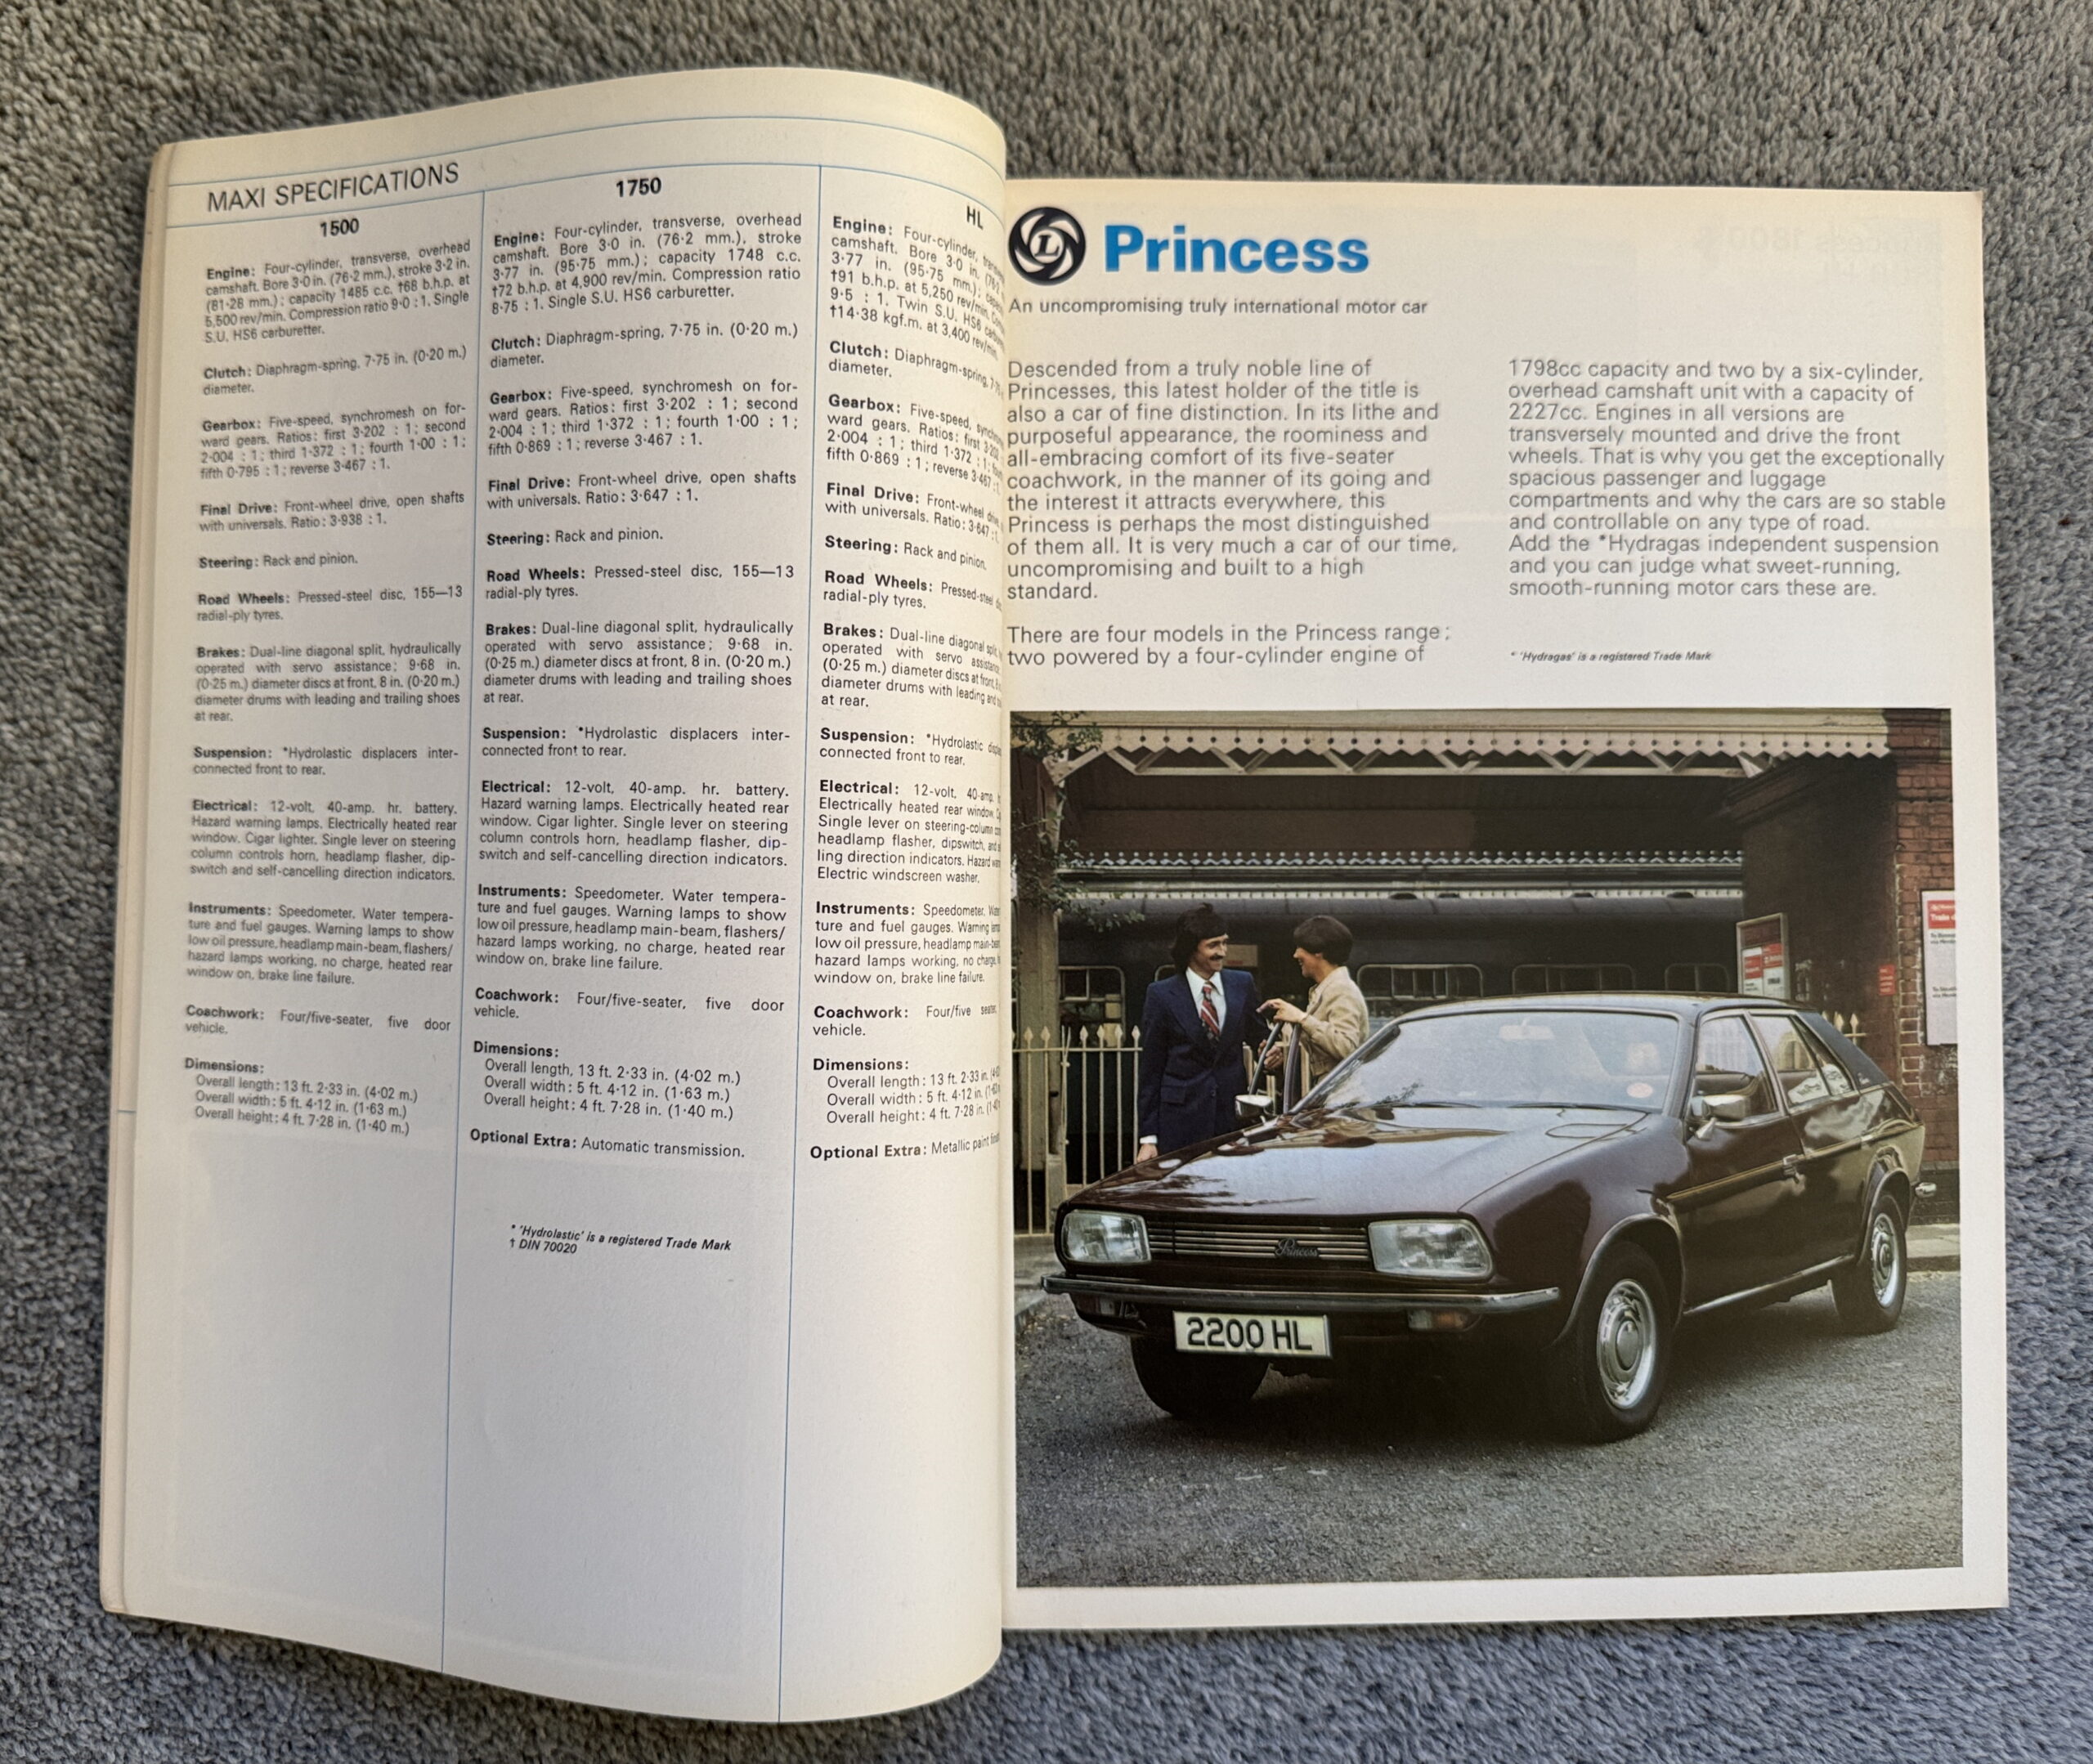 MAXI SPECIFICATIONS
1500
Engine: Four-cylinder, transverse, overhead
camshaft. Bore 3·0 in. (76·2 mm.), stroke 3·2 in.
(81·28 mm.); capacity 1485 c.c. †68 b.h.p. at
5,500 rev/min. Compression ratio 9·0 : 1. Single
S.U. HS6 carburetter.
Clutch: Diaphragm-spring, 7·75 in. (0·20 m.)
diameter.
Gearbox: Five-speed, synchromesh on for-
ward gears. Ratios: first 3·202 : 1; second
2·004 : 1; third 1·372 : 1; fourth 1·00 : 1;
fifth 0·795 : 1; reverse 3·467 : 1.
Final Drive: Front-wheel drive, open shafts
with universals. Ratio: 3·938 : 1.
Steering: Rack and pinion.
Road Wheels: Pressed-steel disc, 155—13
radial-ply tyres.
Brakes: Dual-line diagonal split, hydraulically
operated with servo assistance; 9·68 in.
(0·25 m.) diameter discs at front, 8 in. (0·20 m.)
diameter drums with leading and trailing shoes
at rear.
Suspension: *Hydrolastic displacers inter-
connected front to rear.
Electrical: 12-volt, 40-amp. hr. battery.
Hazard warning lamps. Electrically heated rear
window. Cigar lighter. Single lever on steering
column controls horn, headlamp flasher, dip-
switch and self-cancelling direction indicators.
Instruments: Speedometer. Water tempera-
ture and fuel gauges. Warning lamps to show
low oil pressure, headlamp main-beam, flashers/
hazard lamps working, no charge, heated rear
window on, brake line failure.
Coachwork: Four/five-seater, five door
vehicle.
Dimensions:
Overall length: 13 ft. 2·33 in. (4·02 m.)
Overall width: 5 ft. 4·12 in. (1·63 m.)
Overall height: 4 ft. 7·28 in. (1·40 m.)
1750
Engine: Four-cylinder, transverse, overhead
camshaft. Bore 3·0 in. (76·2 mm.), stroke
3·77 in. (95·75 mm.); capacity 1748 c.c.
†72 b.h.p. at 4,900 rev/min. Compression ratio
8·75 : 1. Single S.U. HS6 carburetter.
Clutch: Diaphragm-spring, 7·75 in. (0·20 m.)
diameter.
Gearbox: Five-speed, synchromesh on for-
ward gears. Ratios: first 3·202 : 1; second
2·004 : 1; third 1·372 : 1; fourth 1·00 : 1;
fifth 0·869 : 1; reverse 3·467 : 1.
Final Drive: Front-wheel drive, open shafts
with universals. Ratio: 3·647 : 1.
Steering: Rack and pinion.
Road Wheels: Pressed-steel disc, 155—13
radial-ply tyres.
Brakes: Dual-line diagonal split, hydraulically
operated with servo assistance; 9·68 in.
(0·25 m.) diameter discs at front, 8 in. (0·20 m.)
diameter drums with leading and trailing shoes
at rear.
Suspension: *Hydrolastic displacers inter-
connected front to rear.
Electrical: 12-volt, 40-amp. hr. battery.
Hazard warning lamps. Electrically heated rear
window. Cigar lighter. Single lever on steering
column controls horn, headlamp flasher, dip-
switch and self-cancelling direction indicators.
Instruments: Speedometer. Water tempera-
ture and fuel gauges. Warning lamps to show
low oil pressure, headlamp main-beam, flashers/
hazard lamps working, no charge, heated rear
window on, brake line failure.
Coachwork: Four/five-seater, five door
vehicle.
Dimensions:
Overall length, 13 ft. 2·33 in. (4·02 m.)
Overall width: 5 ft. 4·12 in. (1·63 m.)
Overall height: 4 ft. 7·28 in. (1·40 m.)
Optional Extra: Automatic transmission.
* 'Hydrolastic' is a registered Trade Mark
† DIN 70020
HL
Engine: Four-cylinder,
camshaft. Bore 3·0 in.
3·77 in. (95·75 mm.);
†91 b.h.p. at 5,250 rev/min.
9·5 : 1. Twin S.U. HS6
†14·38 kgf.m. at 3,400 rev/min.
Clutch: Diaphragm-spring,
diameter.
Gearbox: Five-speed,
ward gears. Ratios: first
2·004 : 1; third 1·372 : 1;
fifth 0·869 : 1; reverse 3·467
Final Drive: Front-wheel
with universals. Ratio: 3·647
Steering: Rack and pinion.
Road Wheels: Pressed-steel
radial-ply tyres.
Brakes: Dual-line diagonal split,
operated with servo
(0·25 m.) diameter discs at front,
diameter drums with leading and
at rear.
Suspension: *Hydrolastic
connected front to rear.
Electrical: 12-volt, 40-amp.
Electrically heated rear window.
Single lever on steering-column
headlamp flasher, dipswitch, and
ling direction indicators. Hazard
Electric windscreen washer.
Instruments: Speedometer.
ture and fuel gauges. Warning
low oil pressure, headlamp
hazard lamps working, no charge,
window on, brake line failure.
Coachwork: Four/five
vehicle.
Dimensions:
Overall length: 13 ft. 2·33 in.
Overall width: 5 ft. 4·12 in.
Overall height: 4 ft. 7·28 in.
Optional Extra: Metallic paint
L
Princess
An uncompromising truly international motor car
Descended from a truly noble line of
Princesses, this latest holder of the title is
also a car of fine distinction. In its lithe and
purposeful appearance, the roominess and
all-embracing comfort of its five-seater
coachwork, in the manner of its going and
the interest it attracts everywhere, this
Princess is perhaps the most distinguished
of them all. It is very much a car of our time,
uncompromising and built to a high
standard.
There are four models in the Princess range;
two powered by a four-cylinder engine of
1798cc capacity and two by a six-cylinder,
overhead camshaft unit with a capacity of
2227cc. Engines in all versions are
transversely mounted and drive the front
wheels. That is why you get the exceptionally
spacious passenger and luggage
compartments and why the cars are so stable
and controllable on any type of road.
Add the *Hydragas independent suspension
and you can judge what sweet-running,
smooth-running motor cars these are.
* 'Hydragas' is a registered Trade Mark
Princess
2200 HL